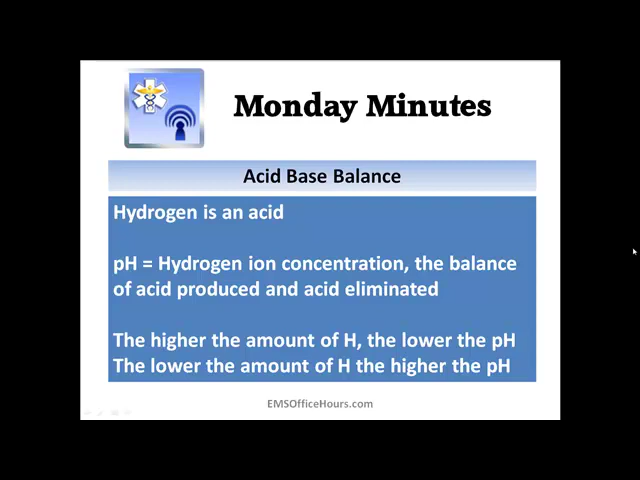 Monday Minutes
Acid Base Balance
Hydrogen is an acid
pH = Hydrogen ion concentration, the balance
of acid produced and acid eliminated
The higher the amount of H, the lower the pH
The lower the amount of H the higher the pH
EMSOfficeHours.com